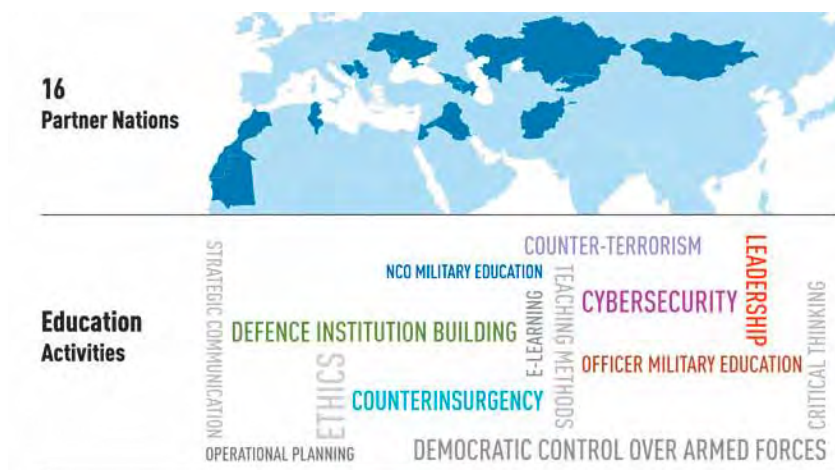 16
Partner Nations
Education
Activities
STRATEGIC COMMUNICATION
COUNTER-TERRORISM
NCO MILITARY EDUCATION
DEFENCE INSTITUTION BUILDING
E-LEARNING
TEACHING METHODS
CYBERSECURITY
LEADERSHIP
ETHICS
COUNTERINSURGENCY
OFFICER MILITARY EDUCATION
CRITICAL THINKING
OPERATIONAL PLANNING
DEMOCRATIC CONTROL OVER ARMED FORCES